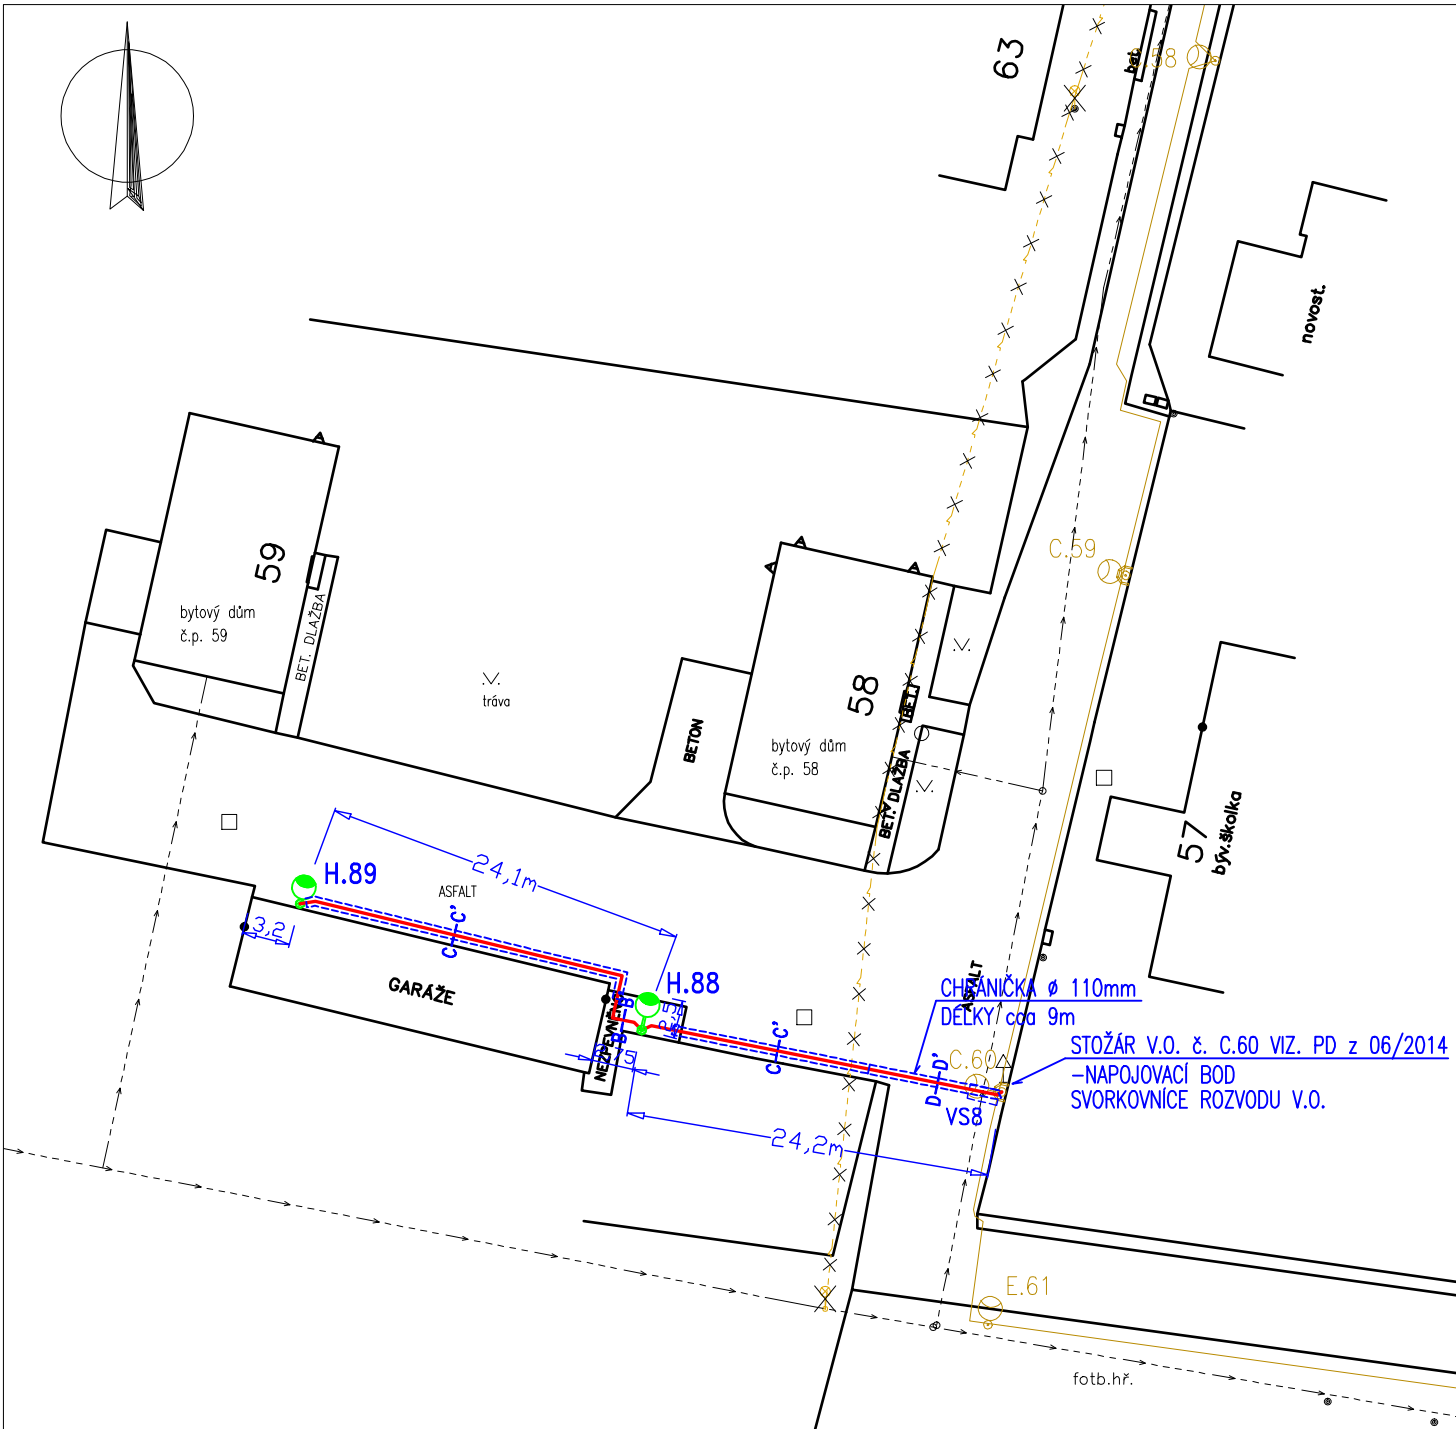 63
bet.
C.58
novost.
59
bytový dům
č.p. 59
BET. DLAŽBA
tráva
BETON
58
bytový dům
č.p. 58
BET.
BET. DLAŽBA
C.59
57
býv.školka
H.89
24,1m
ASFALT
C
C'
3,2
GARÁŽE
H.88
B
B'
C
C'
ASFALT
CHRÁNIČKA ø 110mm
DÉLKY cca 9m
STOŽÁR V.O. č. C.60 VIZ. PD z 06/2014
-NAPOJOVACÍ BOD
SVORKOVNÍCE ROZVODU V.O.
C.60
D
D'
VS8
24,2m
E.61
fotb.hř.